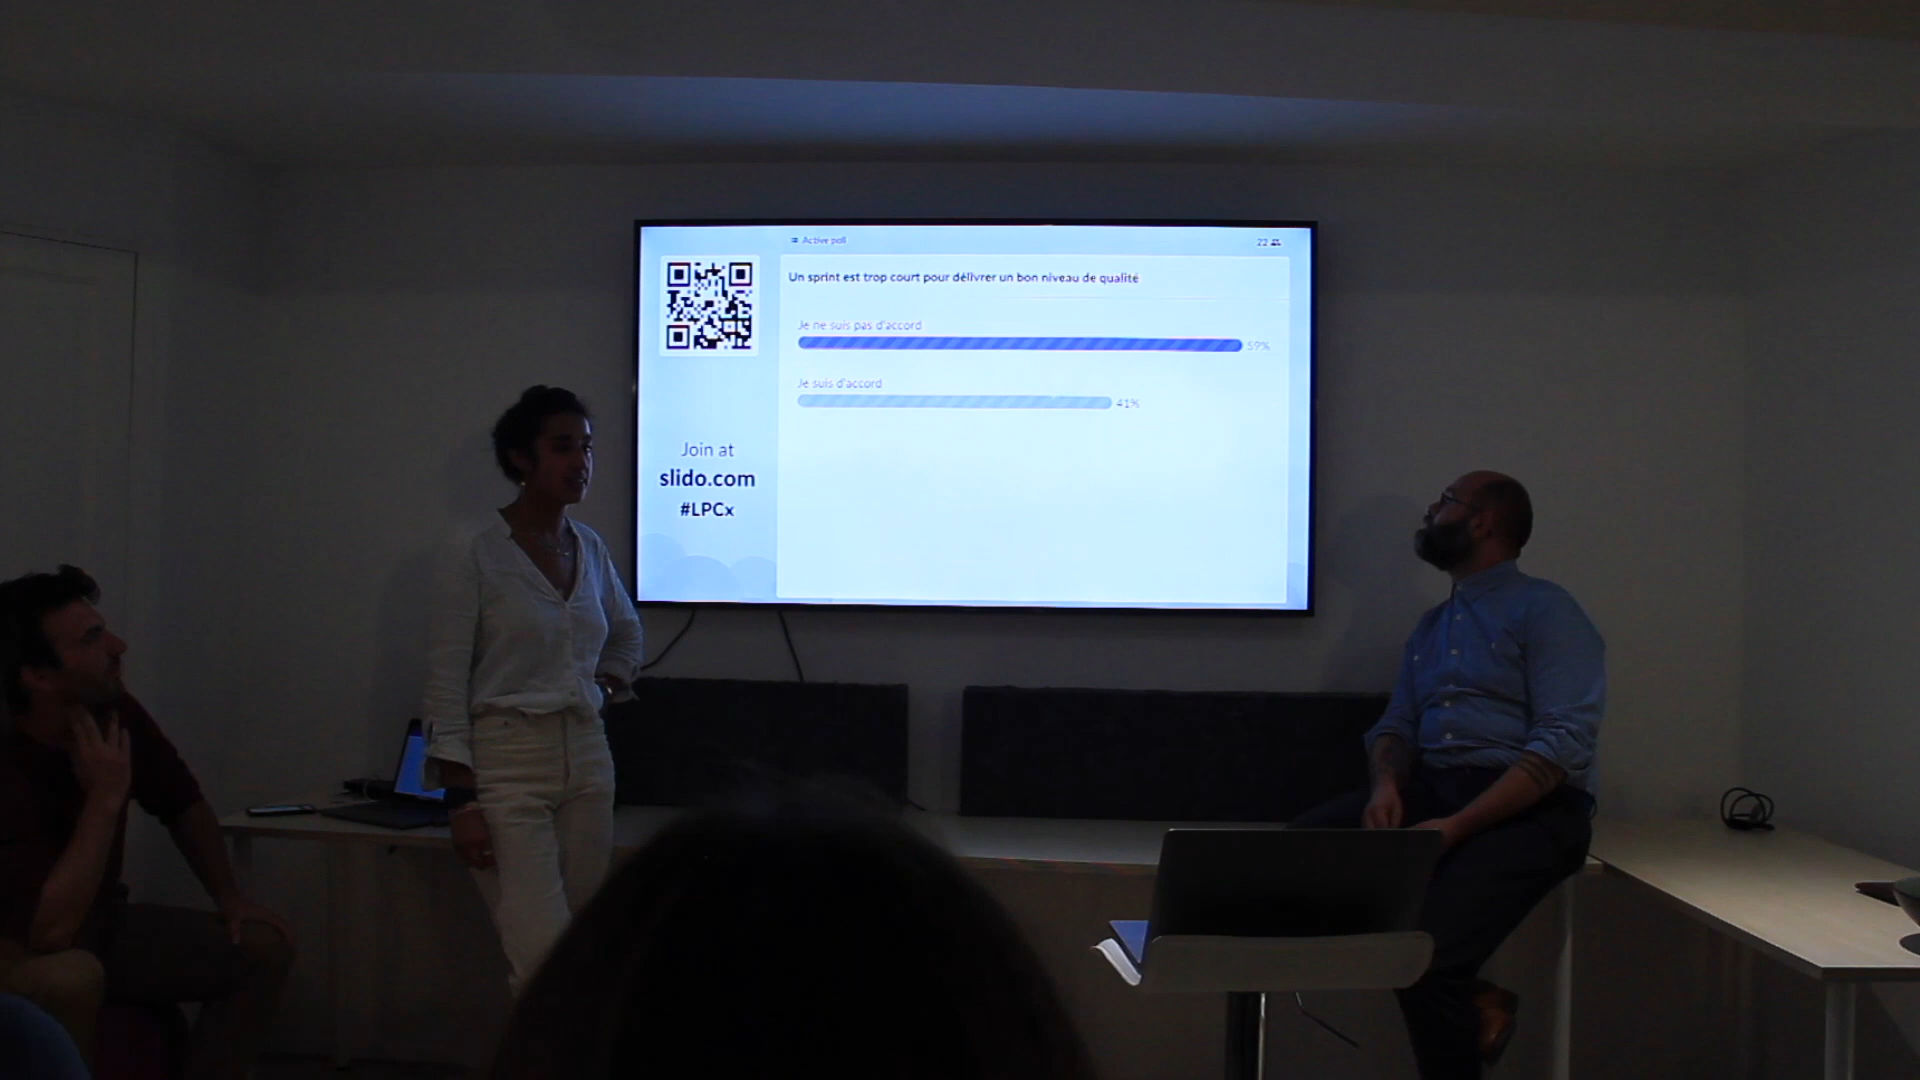 Active poll
22
Un sprint est trop court pour délivrer un bon niveau de qualité
Je ne suis pas d'accord
59%
Je suis d'accord
41%
Join at
slido.com
#LPCx